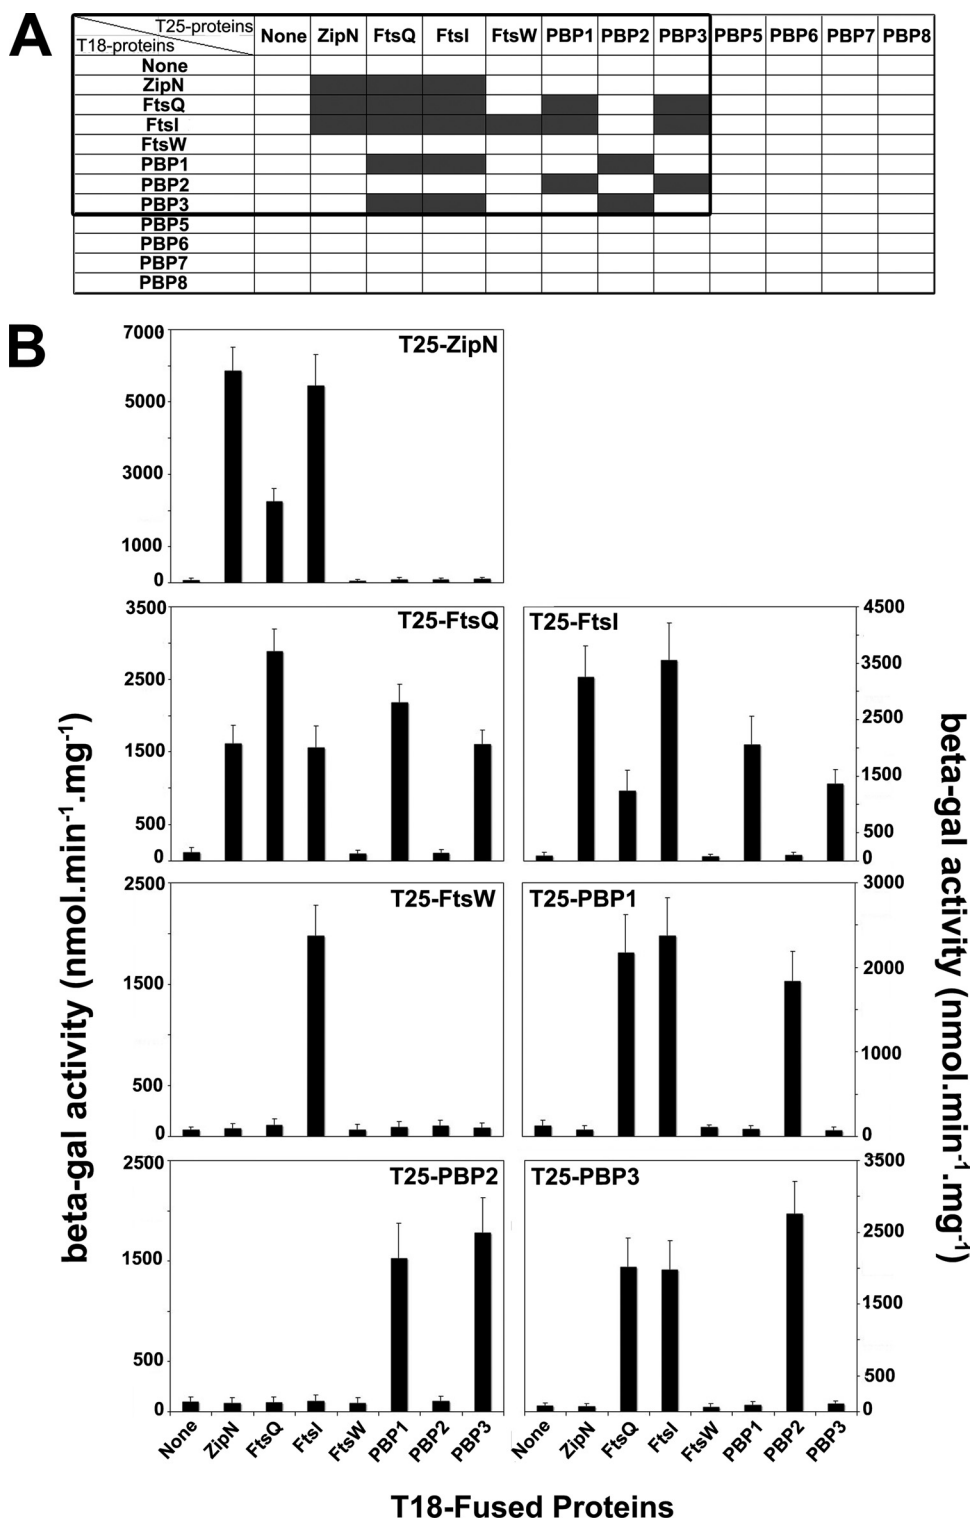 A
T25-proteins
T18-proteins
None ZipN FtsQ FtsI FtsW PBP1 PBP2 PBP3 PBP5 PBP6 PBP7 PBP8
None
ZipN
FtsQ
FtsI
FtsW
PBP1
PBP2
PBP3
PBP5
PBP6
PBP7
PBP8
B
T25-ZipN
7000
5000
3000
1000
0
T25-FtsQ
3500
2500
1500
500
0
T25-FtsI
4500
3500
2500
1500
500
0
T25-FtsW
2500
1500
500
0
T25-PBP1
3000
2000
1000
0
T25-PBP2
2500
1500
500
0
T25-PBP3
3500
2500
1500
500
0
beta-gal activity (nmol.min⁻¹.mg⁻¹)
beta-gal activity (nmol.min⁻¹.mg⁻¹)
None ZipN FtsQ FtsI FtsW PBP1 PBP2 PBP3
None ZipN FtsQ FtsI FtsW PBP1 PBP2 PBP3
T18-Fused Proteins